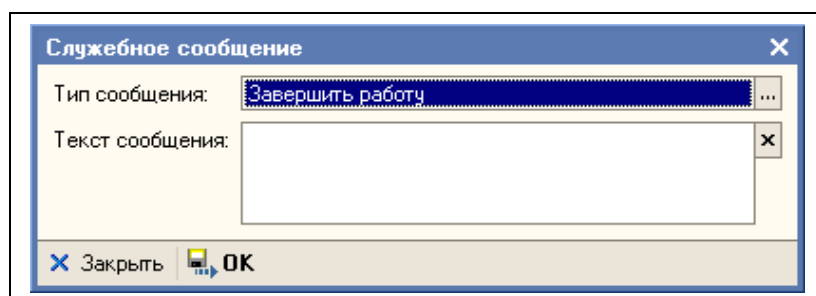 Служебное сообщение
Тип сообщения: Завершить работу ...
Текст сообщения:
Закрыть OK